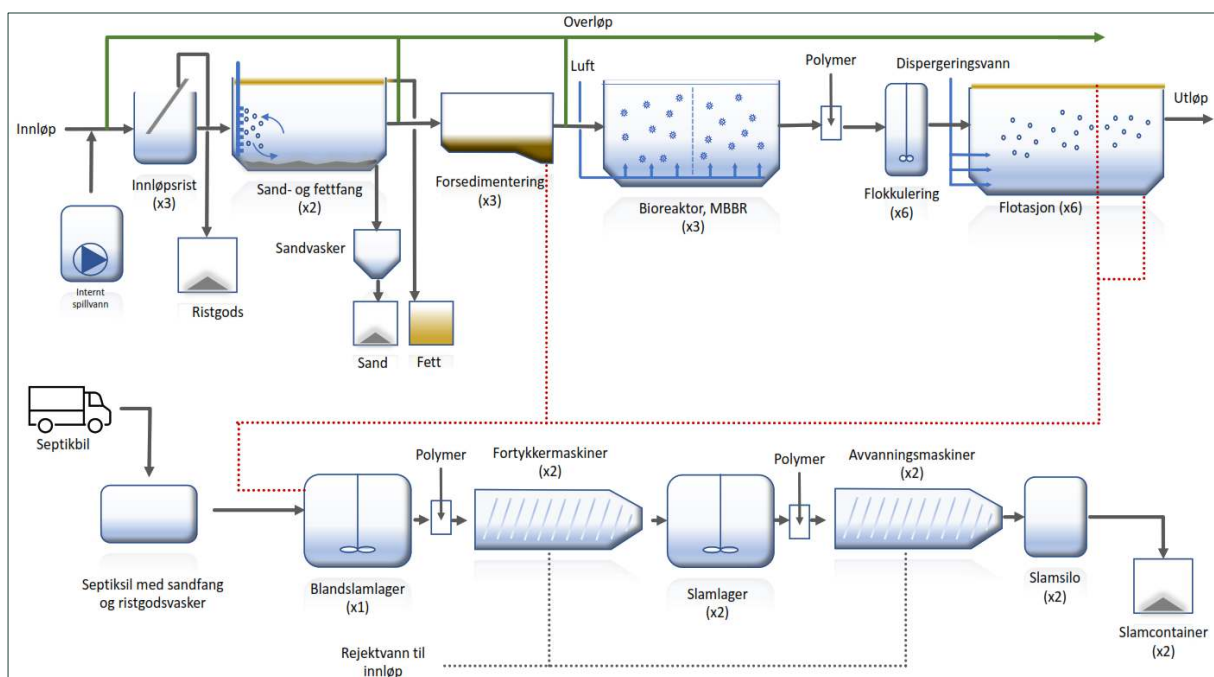 Overløp
Polymer
Luft
Dispergeringsvann
Innløp
Utløp
Innløpsrist
(x3)
Sand- og fettfang
(x2)
Forsedimentering
(x3)
Bioreaktor, MBBR
(x3)
Flokkulering
(x6)
Flotasjon (x6)
Sandvasker
Internt
spillvann
Ristgods
Sand
Fett
Septikbil
Polymer
Fortykkermaskiner
(x2)
Polymer
Avvanningsmaskiner
(x2)
Septiksil med sandfang
og ristgodsvasker
Blandslamlager
(x1)
Slamlager
(x2)
Slamsilo
(x2)
Slamcontainer
(x2)
Rejektvann til
innløp